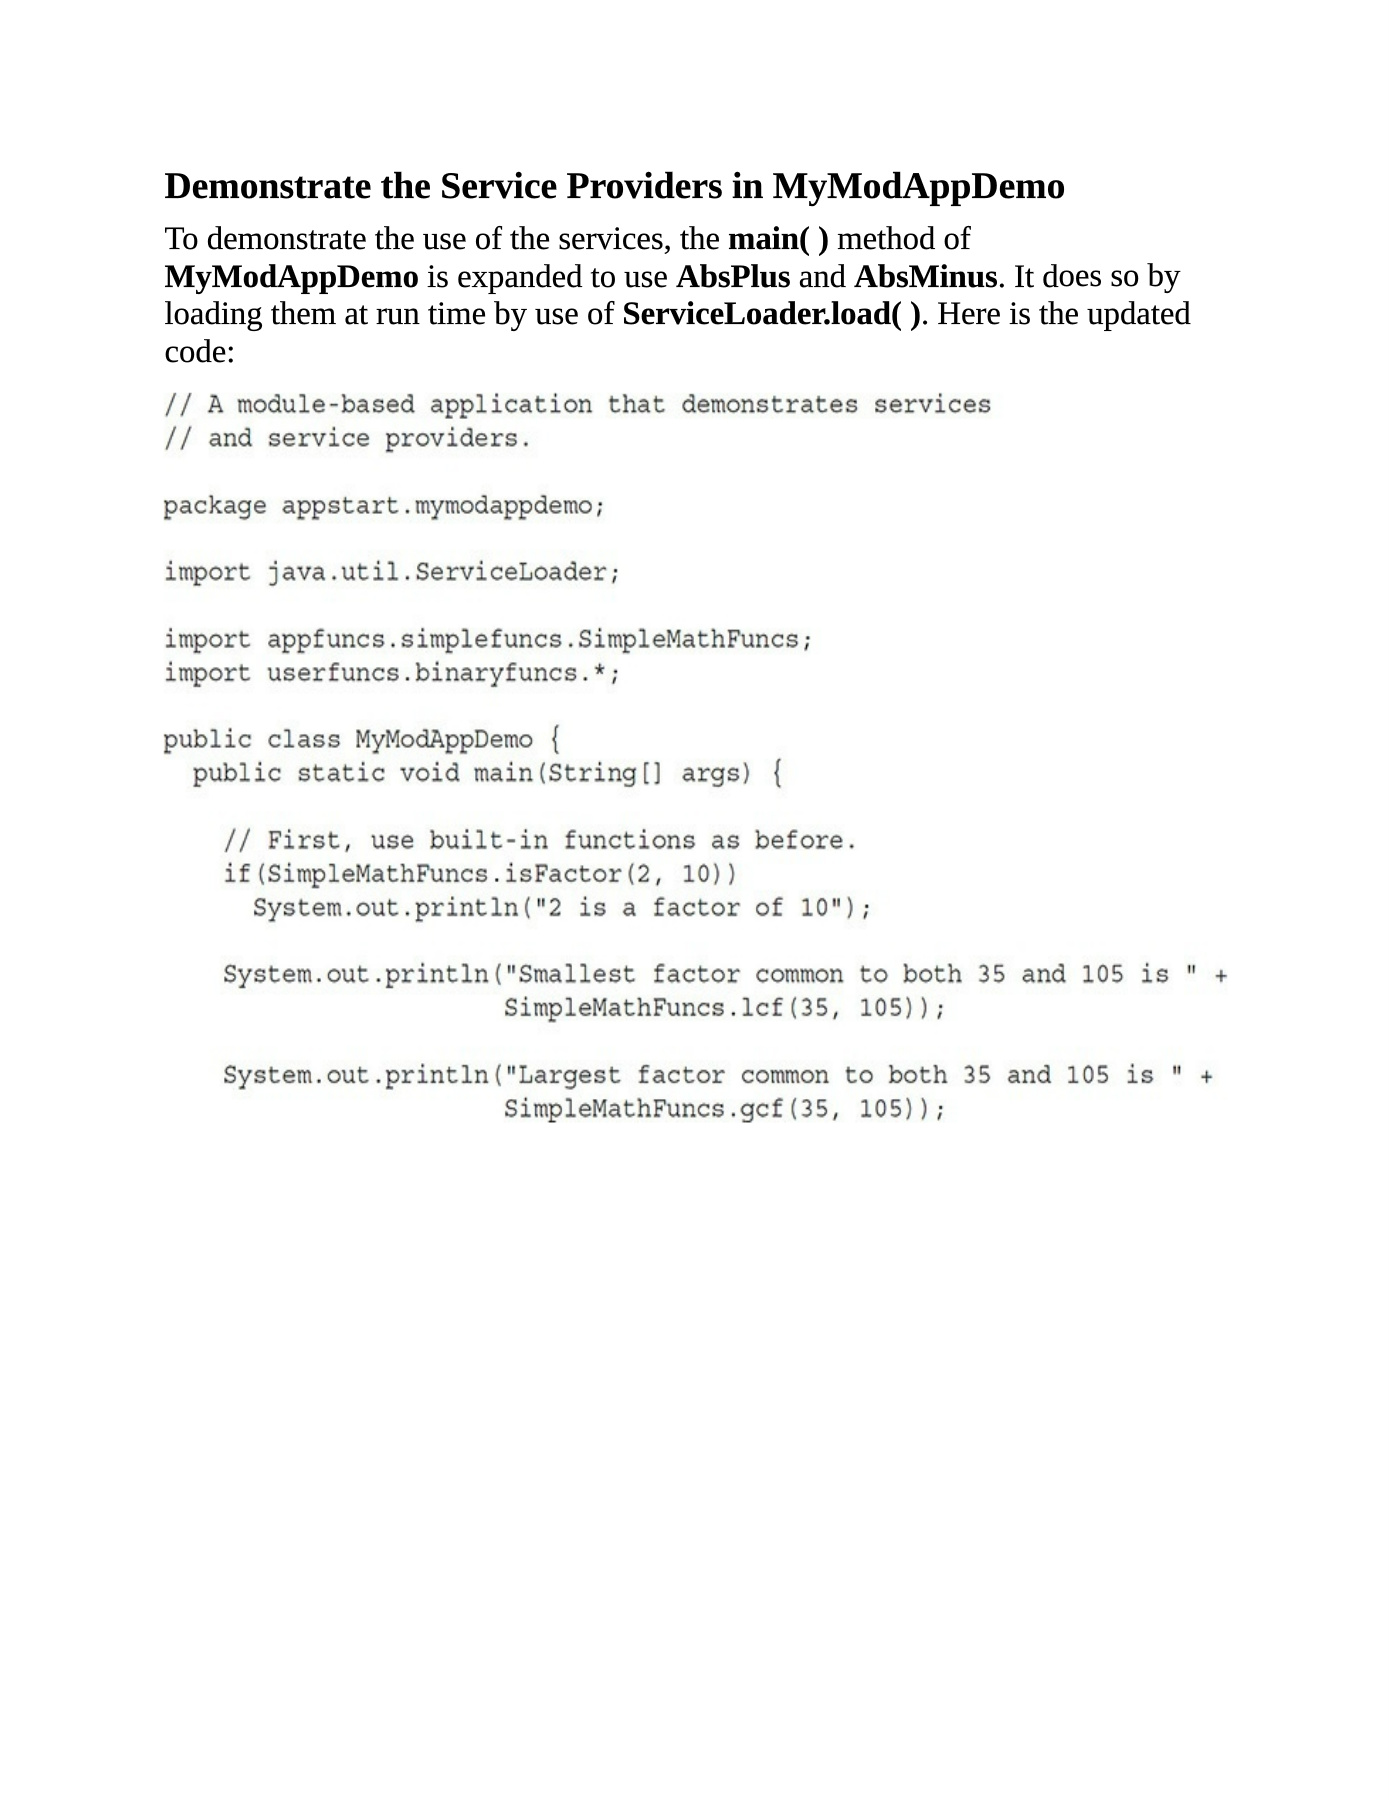 Demonstrate the Service Providers in MyModAppDemo
To demonstrate the use of the services, the main( ) method of
MyModAppDemo is expanded to use AbsPlus and AbsMinus. It does so by
loading them at run time by use of ServiceLoader.load( ). Here is the updated
code:
// A module-based application that demonstrates services
// and service providers.
package appstart.mymodappdemo;
import java.util.ServiceLoader;
import appfuncs.simplefuncs.SimpleMathFuncs;
import userfuncs.binaryfuncs.*;
public class MyModAppDemo {
  public static void main(String[] args) {
    // First, use built-in functions as before.
    if(SimpleMathFuncs.isFactor(2, 10))
      System.out.println("2 is a factor of 10");
    System.out.println("Smallest factor common to both 35 and 105 is " +
                       SimpleMathFuncs.lcf(35, 105));
    System.out.println("Largest factor common to both 35 and 105 is " +
                       SimpleMathFuncs.gcf(35, 105));